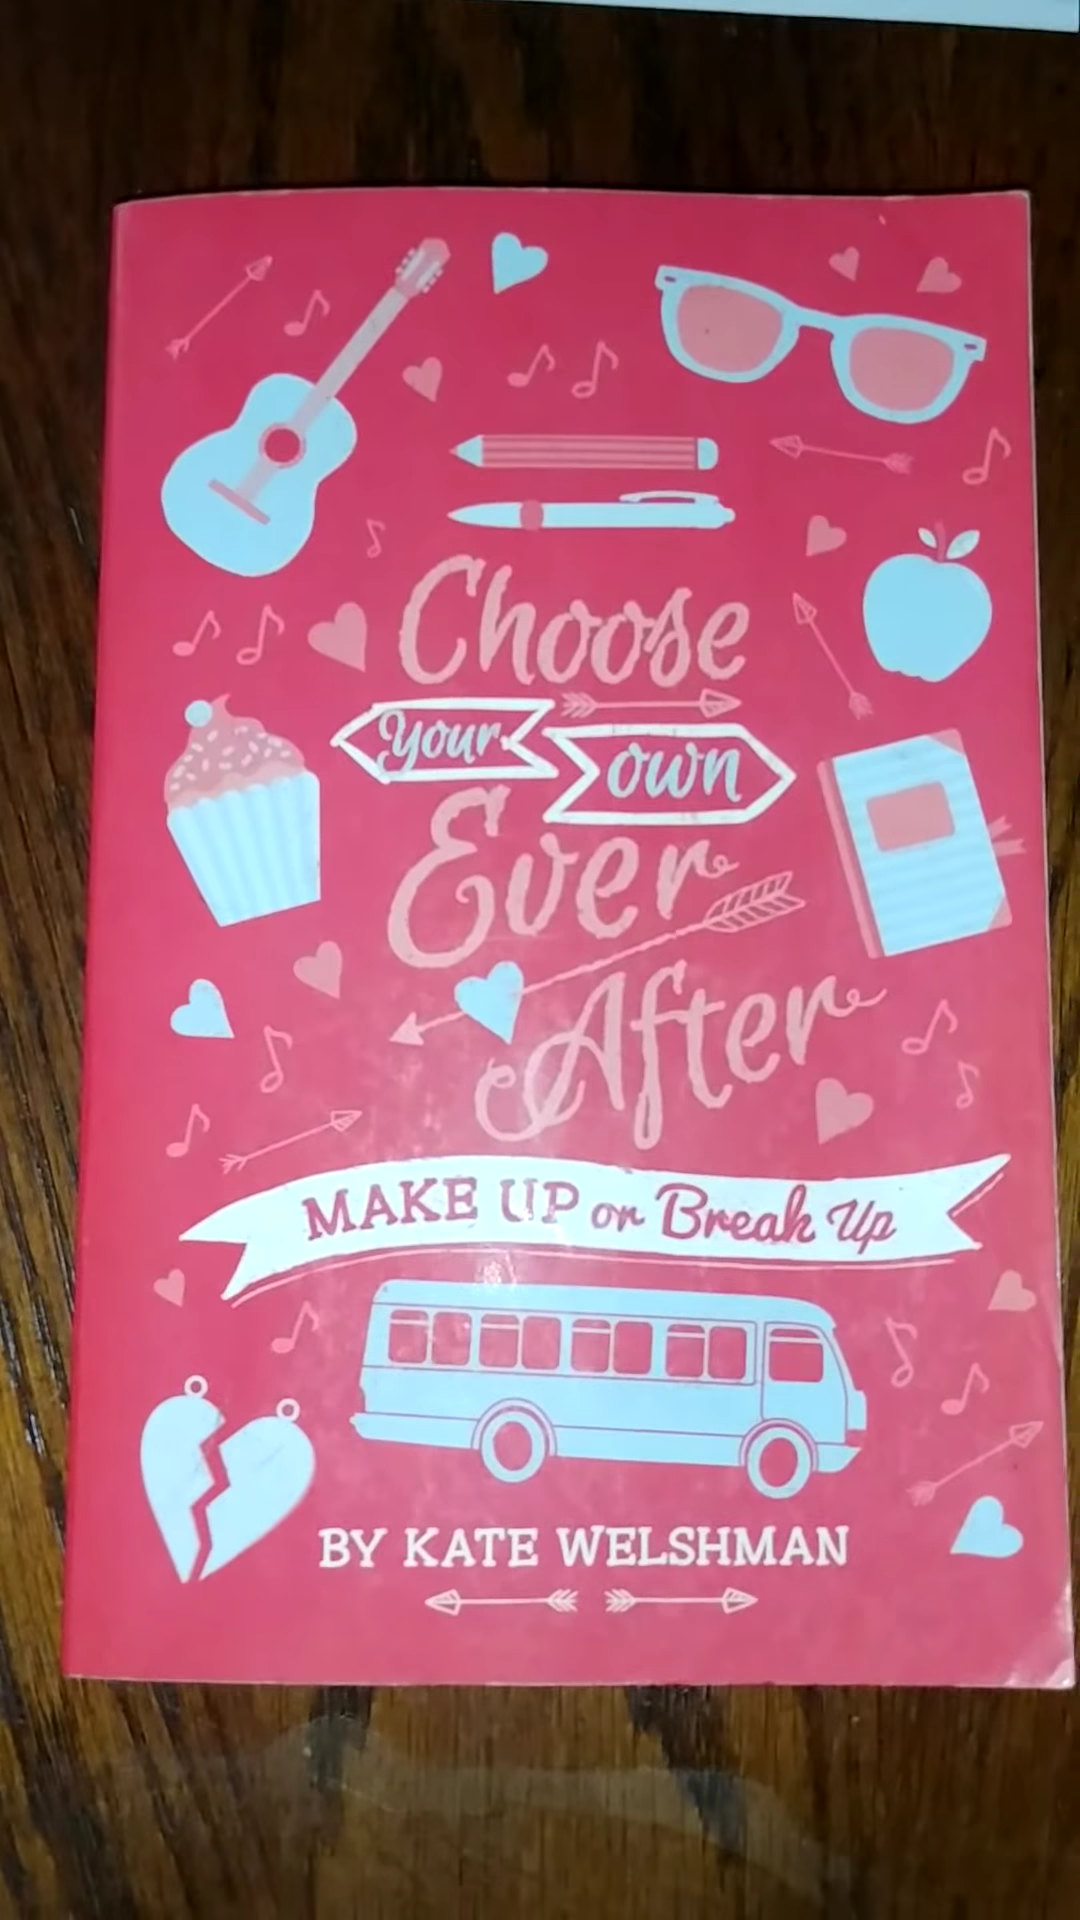 Choose
Your own
Ever
After
MAKE UP or Break Up
BY KATE WELSHMAN